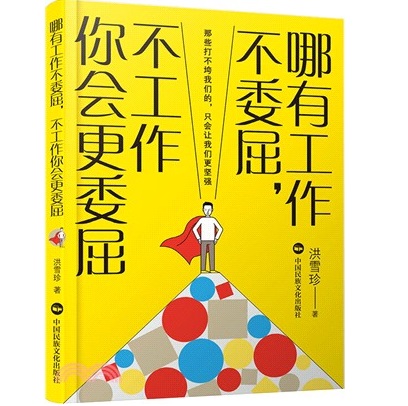 哪有工作
不委屈，
不工作
你会更委屈
那些打不垮我们的，只会让我们更坚强
洪雪珍——著
中国民族文化出版社
哪有工作不委屈，不工作你会更委屈
洪雪珍 著
中国民族文化出版社